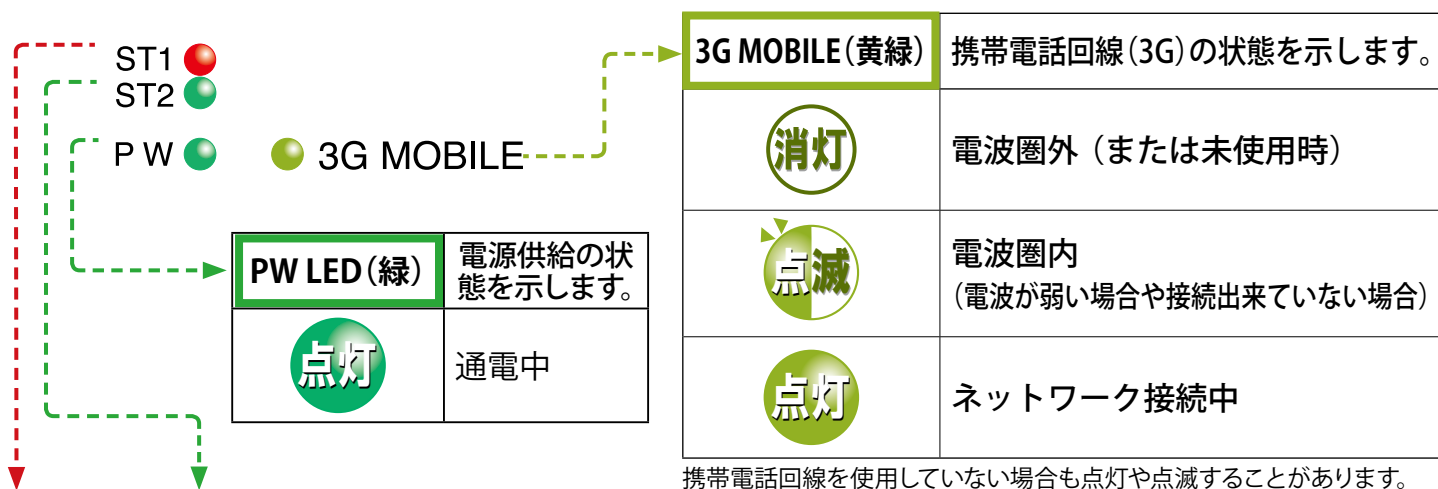 ST1
ST2
PW
3G MOBILE
PW LED（緑）
電源供給の状
態を示します。
点灯
通電中
3G MOBILE（黄緑）
携帯電話回線（3G）の状態を示します。
消灯
電波圏外（または未使用時）
点滅
電波圏内
（電波が弱い場合や接続出来ていない場合）
点灯
ネットワーク接続中
携帯電話回線を使用していない場合も点灯や点滅することがあります。